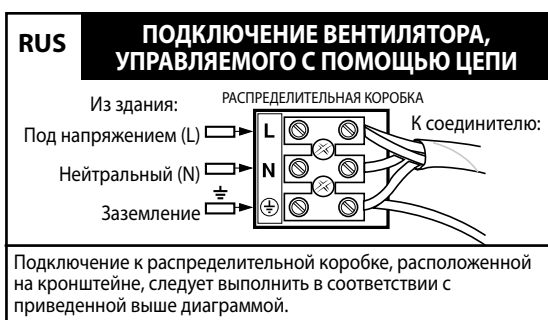 RUS
ПОДКЛЮЧЕНИЕ ВЕНТИЛЯТОРА,
УПРАВЛЯЕМОГО С ПОМОЩЬЮ ЦЕПИ
Из здания:
РАСПРЕДЕЛИТЕЛЬНАЯ КОРОБКА
К соединителю:
Под напряжением (L)
L
Нейтральный (N)
N
Заземление
Подключение к распределительной коробке, расположенной
на кронштейне, следует выполнить в соответствии с
приведенной выше диаграммой.